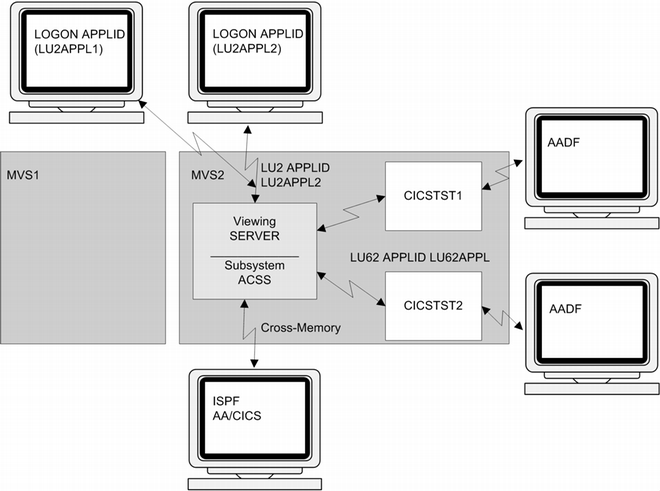 LOGON APPLID
(LU2APPL1)
LOGON APPLID
(LU2APPL2)
MVS1
MVS2
LU2 APPLID
LU2APPL2
Viewing
SERVER
Subsystem
ACSS
CICSTST1
AADF
LU62 APPLID LU62APPL
CICSTST2
AADF
Cross-Memory
ISPF
AA/CICS